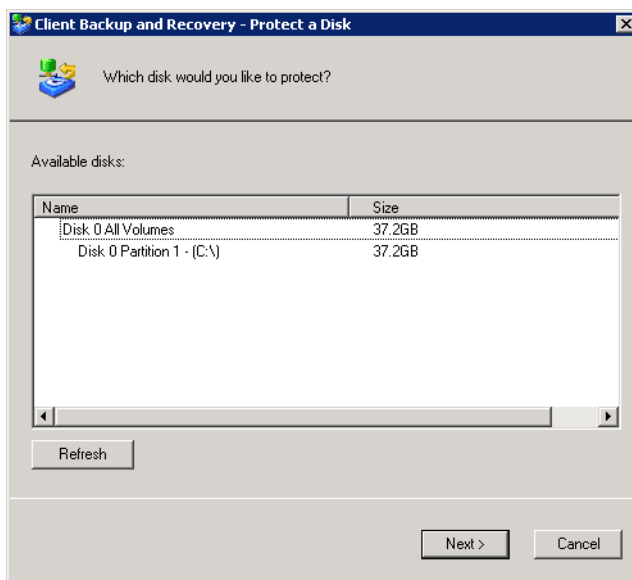 Client Backup and Recovery - Protect a Disk
Which disk would you like to protect?
Available disks:
Name Size
Disk 0 All Volumes 37.2GB
Disk 0 Partition 1 - (C:\) 37.2GB
Refresh
Next > Cancel